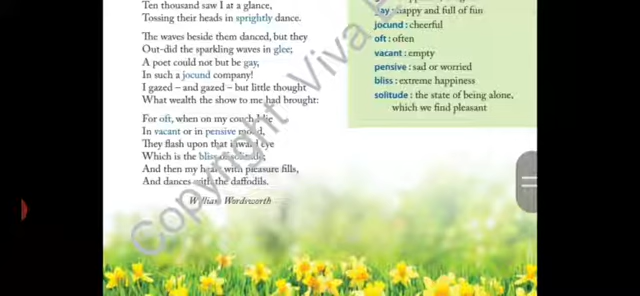 Ten thousand saw I at a glance,
Tossing their heads in sprightly dance.
The waves beside them danced, but they
Out-did the sparkling waves in glee;
A poet could not but be gay,
In such a jocund company!
I gazed – and gazed – but little thought
What wealth the show to me had brought:
For oft, when on my couch I lie
In vacant or in pensive mood,
They flash upon that inward eye
Which is the bliss of solitude;
And then my heart with pleasure fills,
And dances with the daffodils.
William Wordsworth
gay : happy and full of fun
jocund : cheerful
oft : often
vacant : empty
pensive : sad or worried
bliss : extreme happiness
solitude : the state of being alone,
which we find pleasant
Copyright Viva